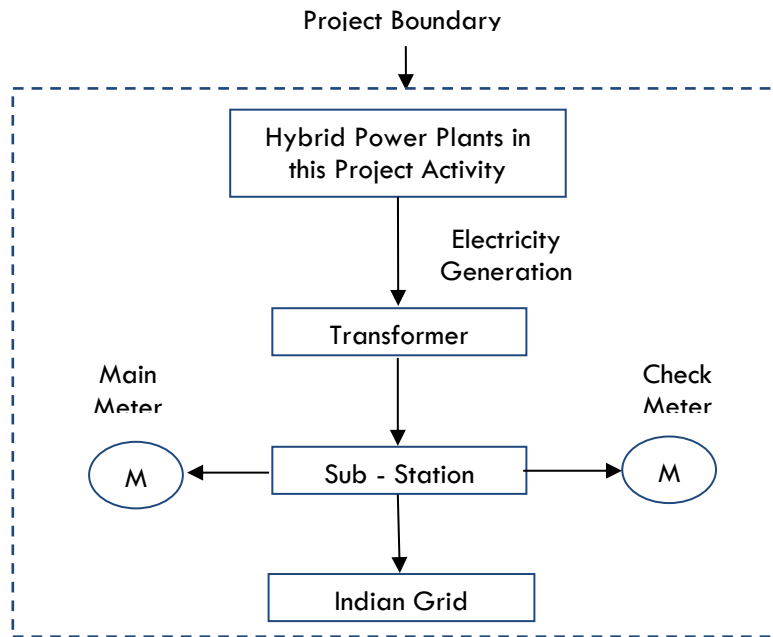 Project Boundary
Hybrid Power Plants in
this Project Activity
Electricity
Generation
Transformer
Main
Meter
Check
Meter
M
Sub - Station
M
Indian Grid